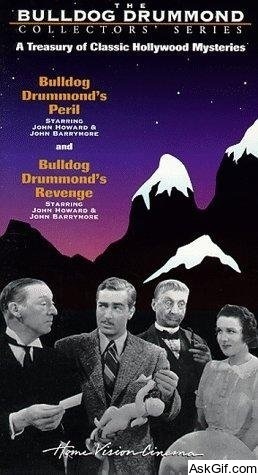 THE
BULLDOG DRUMMOND
COLLECTORS' SERIES
A Treasury of Classic Hollywood Mysteries
Bulldog
Drummond's
Peril
STARRING
JOHN HOWARD &
JOHN BARRYMORE
and
Bulldog
Drummond's
Revenge
STARRING
JOHN HOWARD &
JOHN BARRYMORE
Home Vision Cinema
AskGif.com